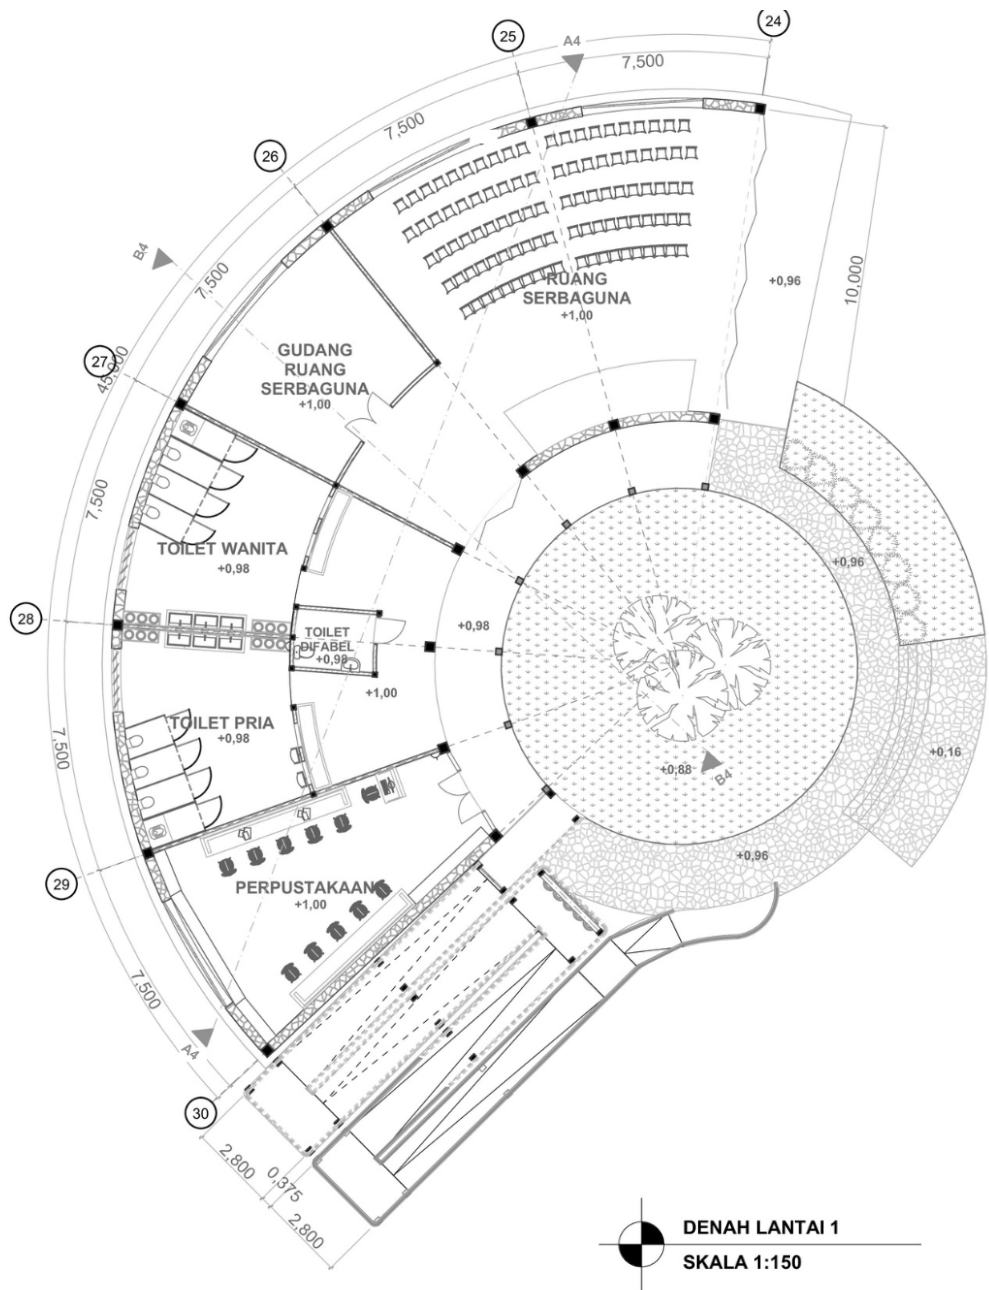 24
25
A4
7,500
7,500
26
B4
7,500
+0,96
10,000
RUANG
SERBAGUNA
+1,00
27
45,000
GUDANG
RUANG
SERBAGUNA
+1,00
7,500
TOILET WANITA
+0,98
+0,96
28
TOILET
DIFABEL
+0,98
+0,98
+1,00
TOILET PRIA
+0,98
7,500
+0,88
B4
+0,16
+0,96
29
PERPUSTAKAAN
+1,00
7,500
A4
30
2,800
0,375
2,800
DENAH LANTAI 1
SKALA 1:150